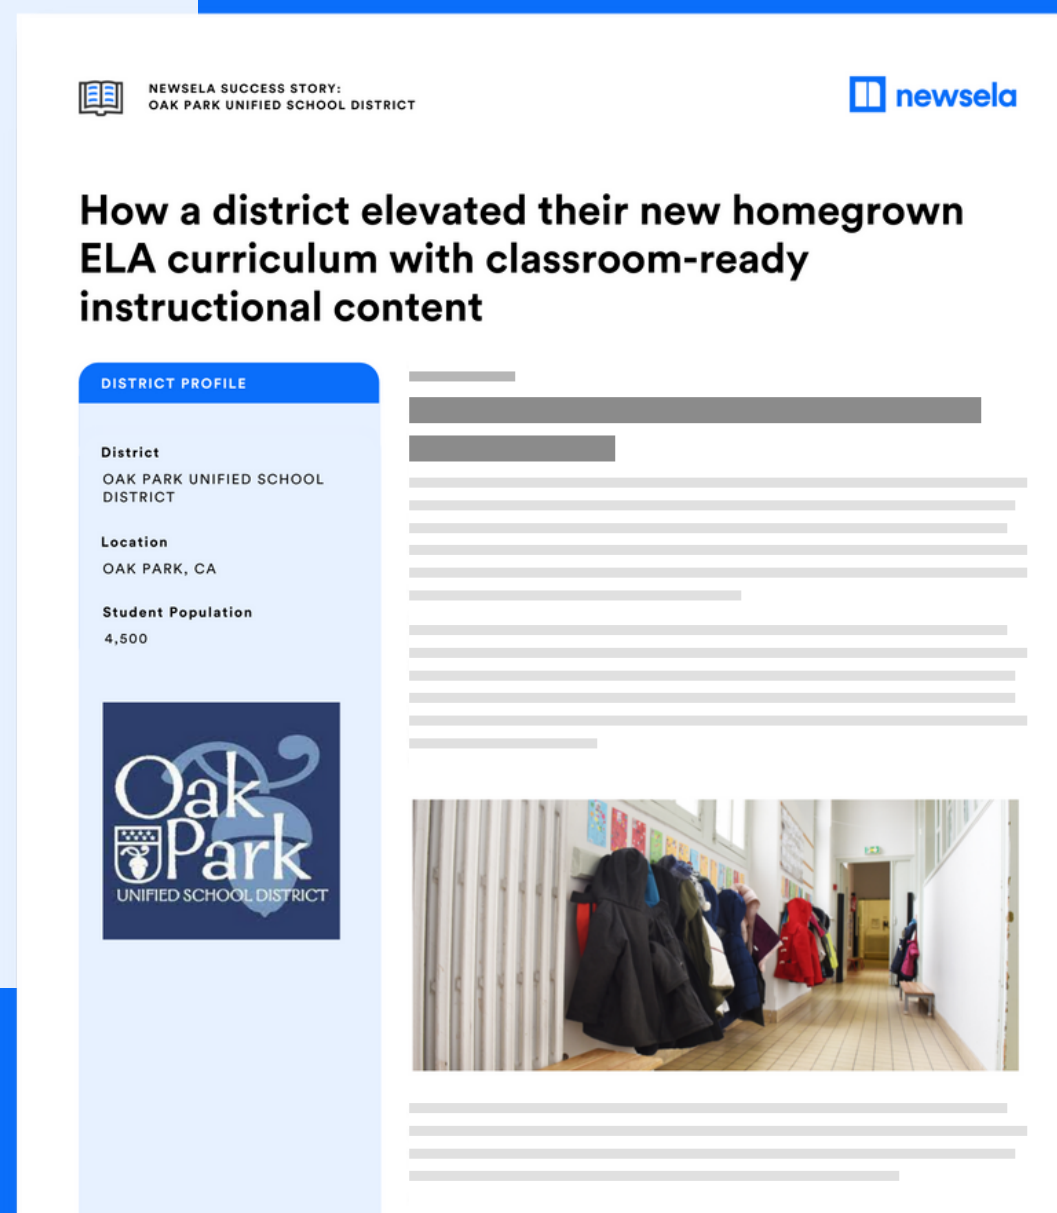 NEWSELA SUCCESS STORY:
OAK PARK UNIFIED SCHOOL DISTRICT
newsela
How a district elevated their new homegrown
ELA curriculum with classroom-ready
instructional content
DISTRICT PROFILE
District
OAK PARK UNIFIED SCHOOL
DISTRICT
Location
OAK PARK, CA
Student Population
4,500
Oak
Park
UNIFIED SCHOOL DISTRICT